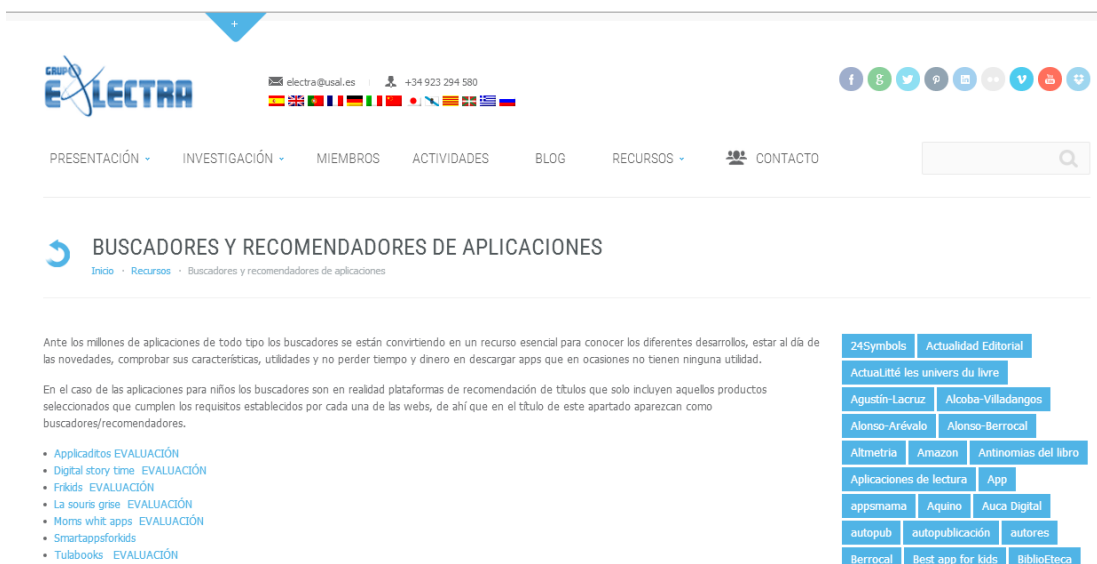 +
GRUPO
E LECTRA
electra@usal.es
+34 923 294 580
PRESENTACIÓN
INVESTIGACIÓN
MIEMBROS
ACTIVIDADES
BLOG
RECURSOS
CONTACTO
BUSCADORES Y RECOMENDADORES DE APLICACIONES
Inicio · Recursos · Buscadores y recomendadores de aplicaciones
Ante los millones de aplicaciones de todo tipo los buscadores se están convirtiendo en un recurso esencial para conocer los diferentes desarrollos, estar al día de
las novedades, comprobar sus características, utilidades y no perder tiempo y dinero en descargar apps que en ocasiones no tienen ninguna utilidad.
En el caso de las aplicaciones para niños los buscadores son en realidad plataformas de recomendación de títulos que solo incluyen aquellos productos
seleccionados que cumplen los requisitos establecidos por cada una de las webs, de ahí que en el título de este apartado aparezcan como
buscadores/recomendadores.
• Applicaditos EVALUACIÓN
• Digital story time EVALUACIÓN
• Frikids EVALUACIÓN
• La souris grise EVALUACIÓN
• Moms whit apps EVALUACIÓN
• Smartappsforkids
• Tulabooks EVALUACIÓN
24Symbols
Actualidad Editorial
ActuaLitté les univers du livre
Agustín-Lacruz
Alcoba-Villadangos
Alonso-Arévalo
Alonso-Berrocal
Altmetria
Amazon
Antinomias del libro
Aplicaciones de lectura
App
appsmama
Aquino
Auca Digital
autopub
autopublicación
autores
Berrocal
Best app for kids
BiblioEteca